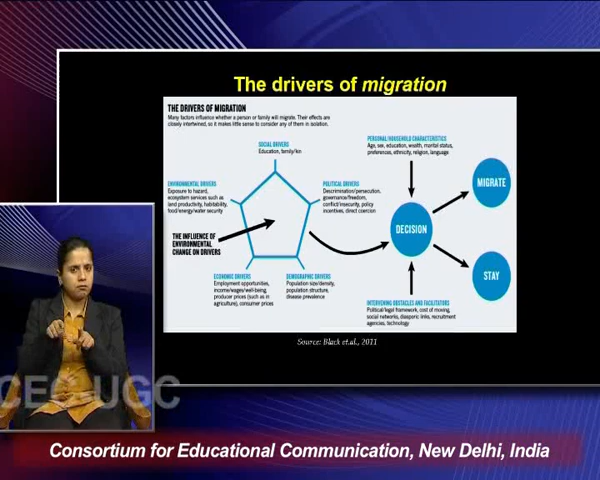 The drivers of migration
THE DRIVERS OF MIGRATION
Many factors influence whether a person or family will migrate. Their effects are
closely intertwined, so it makes little sense to consider any of them in isolation.
SOCIAL DRIVERS
Education, family/kin
PERSONAL/HOUSEHOLD CHARACTERISTICS
Age, sex, education, wealth, marital status,
preferences, ethnicity, religion, language
ENVIRONMENTAL DRIVERS
Exposure to hazard,
ecosystem services such as
land productivity, habitability,
food/energy/water security
POLITICAL DRIVERS
Descrimination/persecution,
governance/freedom,
conflict/insecurity, policy
incentives, direct coercion
MIGRATE
THE INFLUENCE OF
ENVIRONMENTAL
CHANGE ON DRIVERS
DECISION
STAY
ECONOMIC DRIVERS
Employment opportunities,
income/wages/well-being,
producer prices (such as in
agriculture), consumer prices
DEMOGRAPHIC DRIVERS
Population size/density,
population structure,
disease prevalence
INTERVENING OBSTACLES AND FACILITATORS
Political/legal framework, cost of moving,
social networks, diasporic links, recruitment
agencies, technology
Source: Black et.al., 2011
CEC-UGC
Consortium for Educational Communication, New Delhi, India